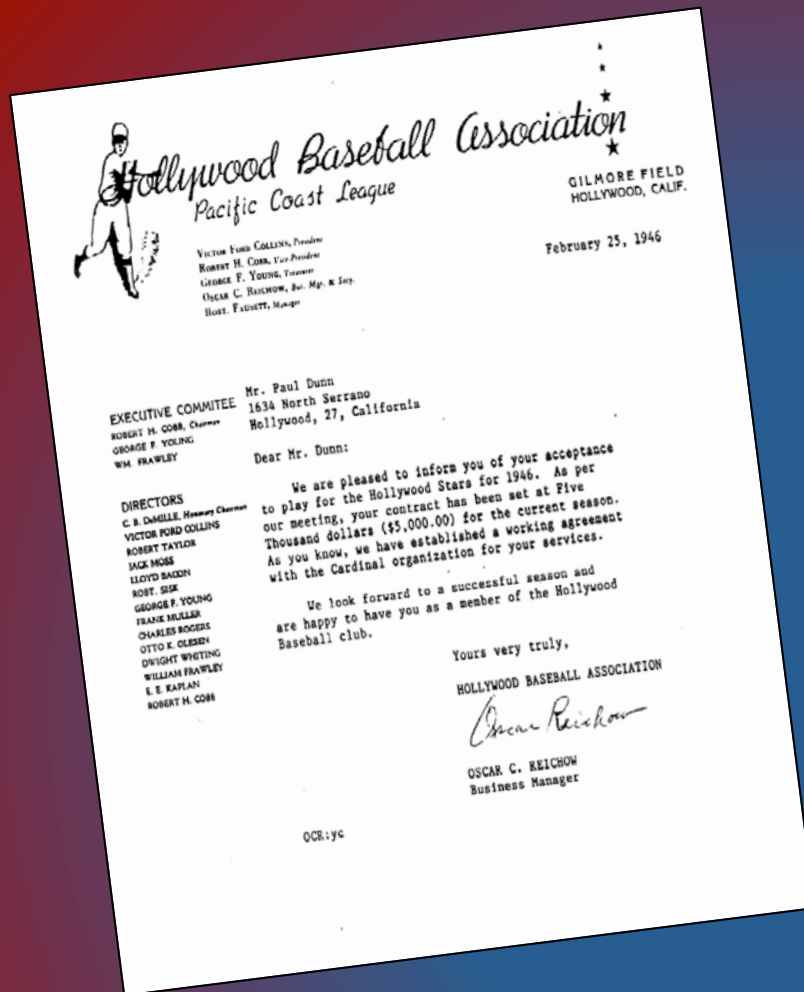 Hollywood Baseball Association
Pacific Coast League
GILMORE FIELD
HOLLYWOOD, CALIF.
VICTOR FORD COLLINS, President
ROBERT H. COBB, Vice-President
GEORGE F. YOUNG, Treasurer
OSCAR C. REICHOW, Bus. Mgr. & Secy.
ROBT. FAUSETT, Manager
February 25, 1946
Mr. Paul Dunn
1634 North Serrano
Hollywood, 27, California
Dear Mr. Dunn:
We are pleased to inform you of your acceptance
to play for the Hollywood Stars for 1946. As per
our meeting, your contract has been set at Five
Thousand dollars ($5,000.00) for the current season.
As you know, we have established a working agreement
with the Cardinal organization for your services.
We look forward to a successful season and
are happy to have you as a member of the Hollywood
Baseball club.
Yours very truly,
HOLLYWOOD BASEBALL ASSOCIATION
Oscar Reichow
OSCAR C. REICHOW
Business Manager
OCR:yc
EXECUTIVE COMMITEE
ROBERT H. COBB, Chairman
GEORGE F. YOUNG
WM. FRAWLEY
DIRECTORS
C. B. DeMILLE, Honorary Chairman
VICTOR FORD COLLINS
ROBERT TAYLOR
JACK MOSS
LLOYD BACON
ROBT. SISK
GEORGE F. YOUNG
FRANK MULLER
CHARLES ROGERS
OTTO K. OLESEN
DWIGHT WHITING
WILLIAM FRAWLEY
E. E. KAPLAN
ROBERT H. COBB